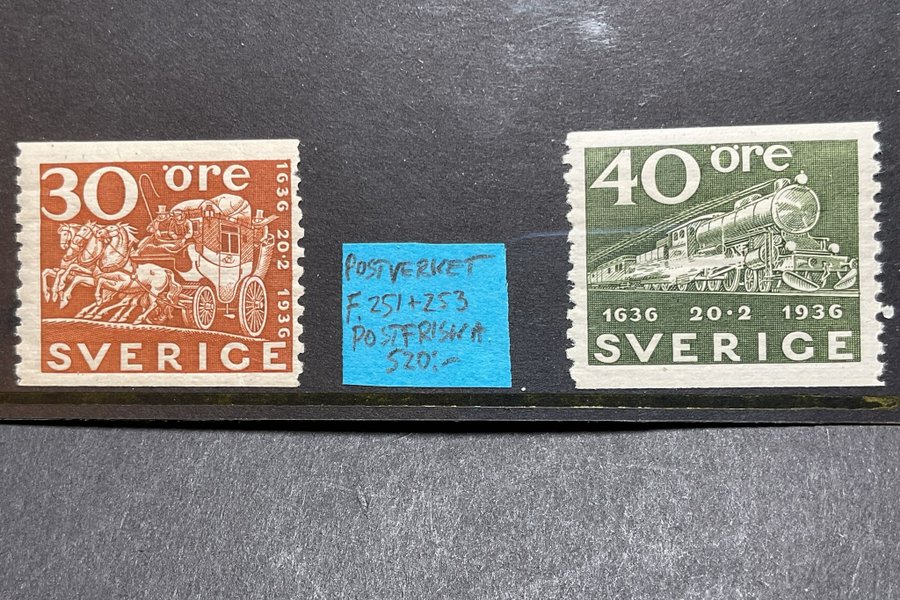 30 öre
1636 20·2 1936
SVERIGE
POSTVERKET
F. 251+253
POSTFRISKA.
520:-
40 öre
1636 20·2 1936
SVERIGE